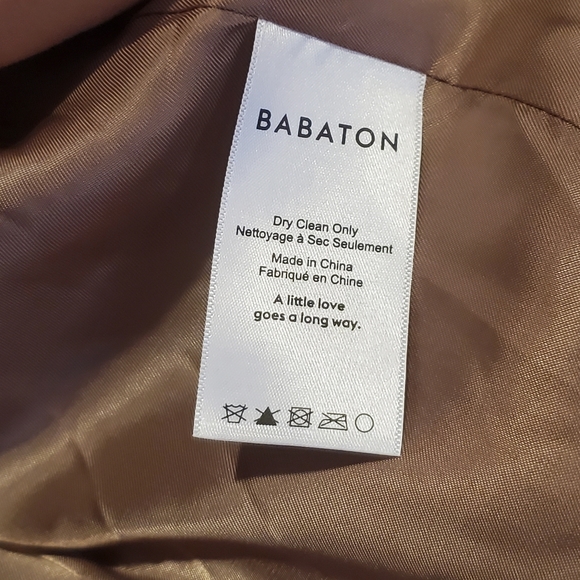 BABATON
Dry Clean Only
Nettoyage à Sec Seulement
Made in China
Fabriqué en Chine
A little love
goes a long way.